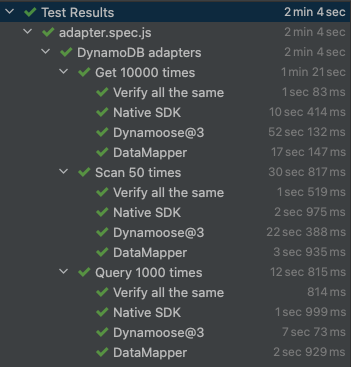 Test Results 2 min 4 sec
adapter.spec.js 2 min 4 sec
DynamoDB adapters 2 min 4 sec
Get 10000 times 1 min 21 sec
Verify all the same 1 sec 83 ms
Native SDK 10 sec 414 ms
Dynamoose@3 52 sec 132 ms
DataMapper 17 sec 147 ms
Scan 50 times 30 sec 817 ms
Verify all the same 1 sec 519 ms
Native SDK 2 sec 975 ms
Dynamoose@3 22 sec 388 ms
DataMapper 3 sec 935 ms
Query 1000 times 12 sec 815 ms
Verify all the same 814 ms
Native SDK 1 sec 999 ms
Dynamoose@3 7 sec 73 ms
DataMapper 2 sec 929 ms